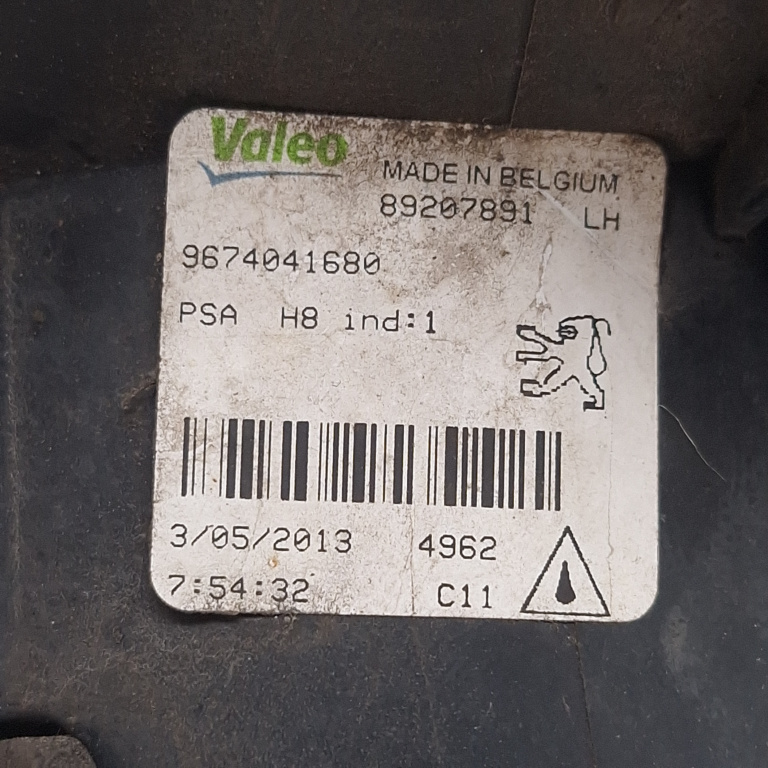 Valeo
MADE IN BELGIUM
89207891 LH
9674041680
PSA H8 ind:1
3/05/2013 4962
7:54:32 C11